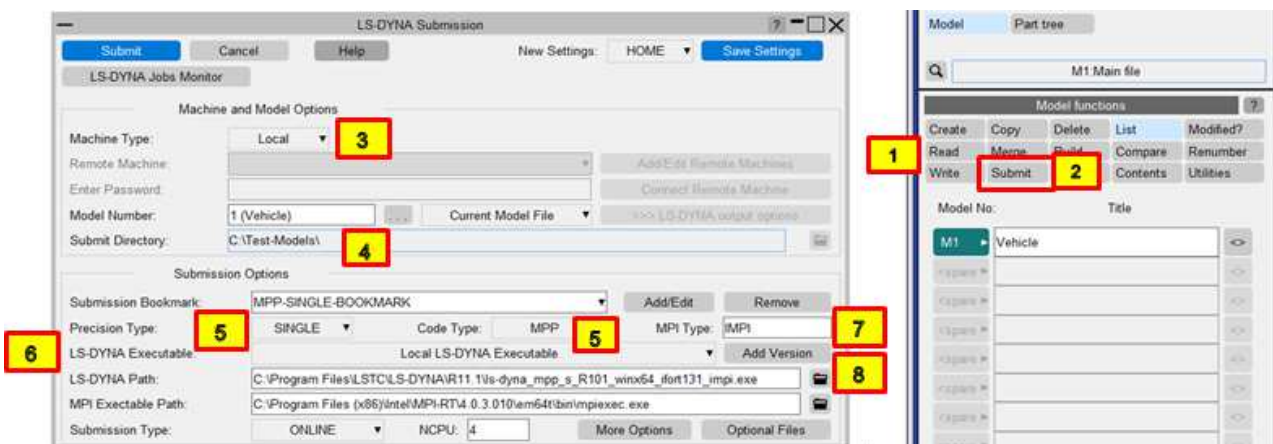 LS-DYNA Submission ?
Submit Cancel Help New Settings: HOME Save Settings
LS-DYNA Jobs Monitor
Machine and Model Options
Machine Type: Local 3
Remote Machine: Add/Edit Remote Machines
Enter Password: Connect Remote Machine
Model Number: 1 (Vehicle) ... Current Model File >>> LS-DYNA output options
Submit Directory: C:\Test-Models\ 4
Submission Options
Submission Bookmark: MPP-SINGLE-BOOKMARK Add/Edit Remove
Precision Type: 5 SINGLE Code Type: MPP 5 MPI Type: IMPI 7
6 LS-DYNA Executable: Local LS-DYNA Executable Add Version
LS-DYNA Path: C:\Program Files\LSTC\LS-DYNA\R11.1\ls-dyna_mpp_s_R101_winx64_ifort131_impi.exe 8
MPI Exectable Path: C:\Program Files (x86)\Intel\MPI-RT\4.0.3.010\em64t\bin\mpiexec.exe
Submission Type: ONLINE NCPU: 4 More Options Optional Files
Model Part tree
M1:Main file
Model functions ?
Create Copy Delete List Modified?
1 Read Merge Build Compare Renumber
Write Submit 2 Contents Utilities
Model No: Title
M1 Vehicle <>
<spare <>
<spare <>
<spare <>
<spare <>
<spare <>
<spare <>